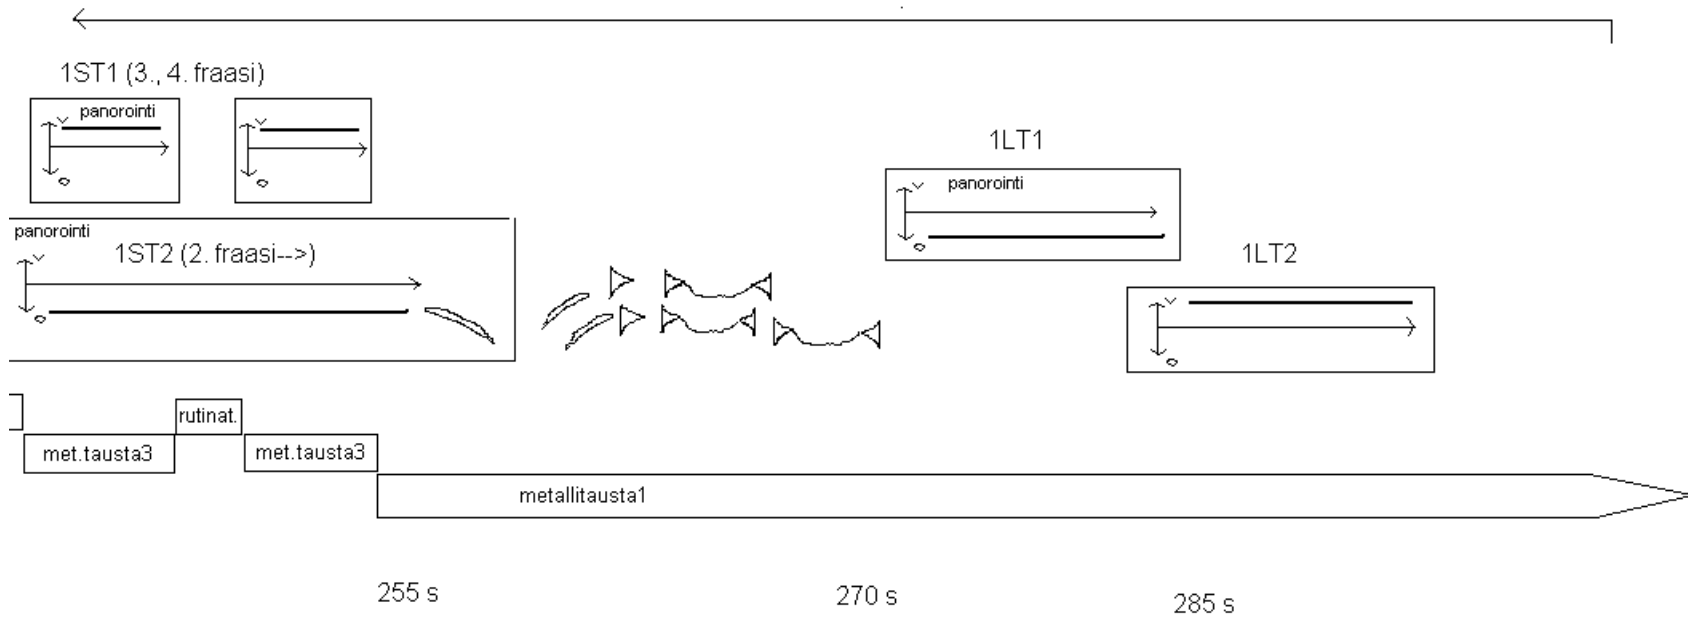 1ST1 (3., 4. fraasi)
panorointi
v
o
v
o
1LT1
v panorointi
o
panorointi
1ST2 (2. fraasi-->)
v
o
1LT2
v
o
rutinat.
met.tausta3
met.tausta3
metallitausta1
255 s
270 s
285 s